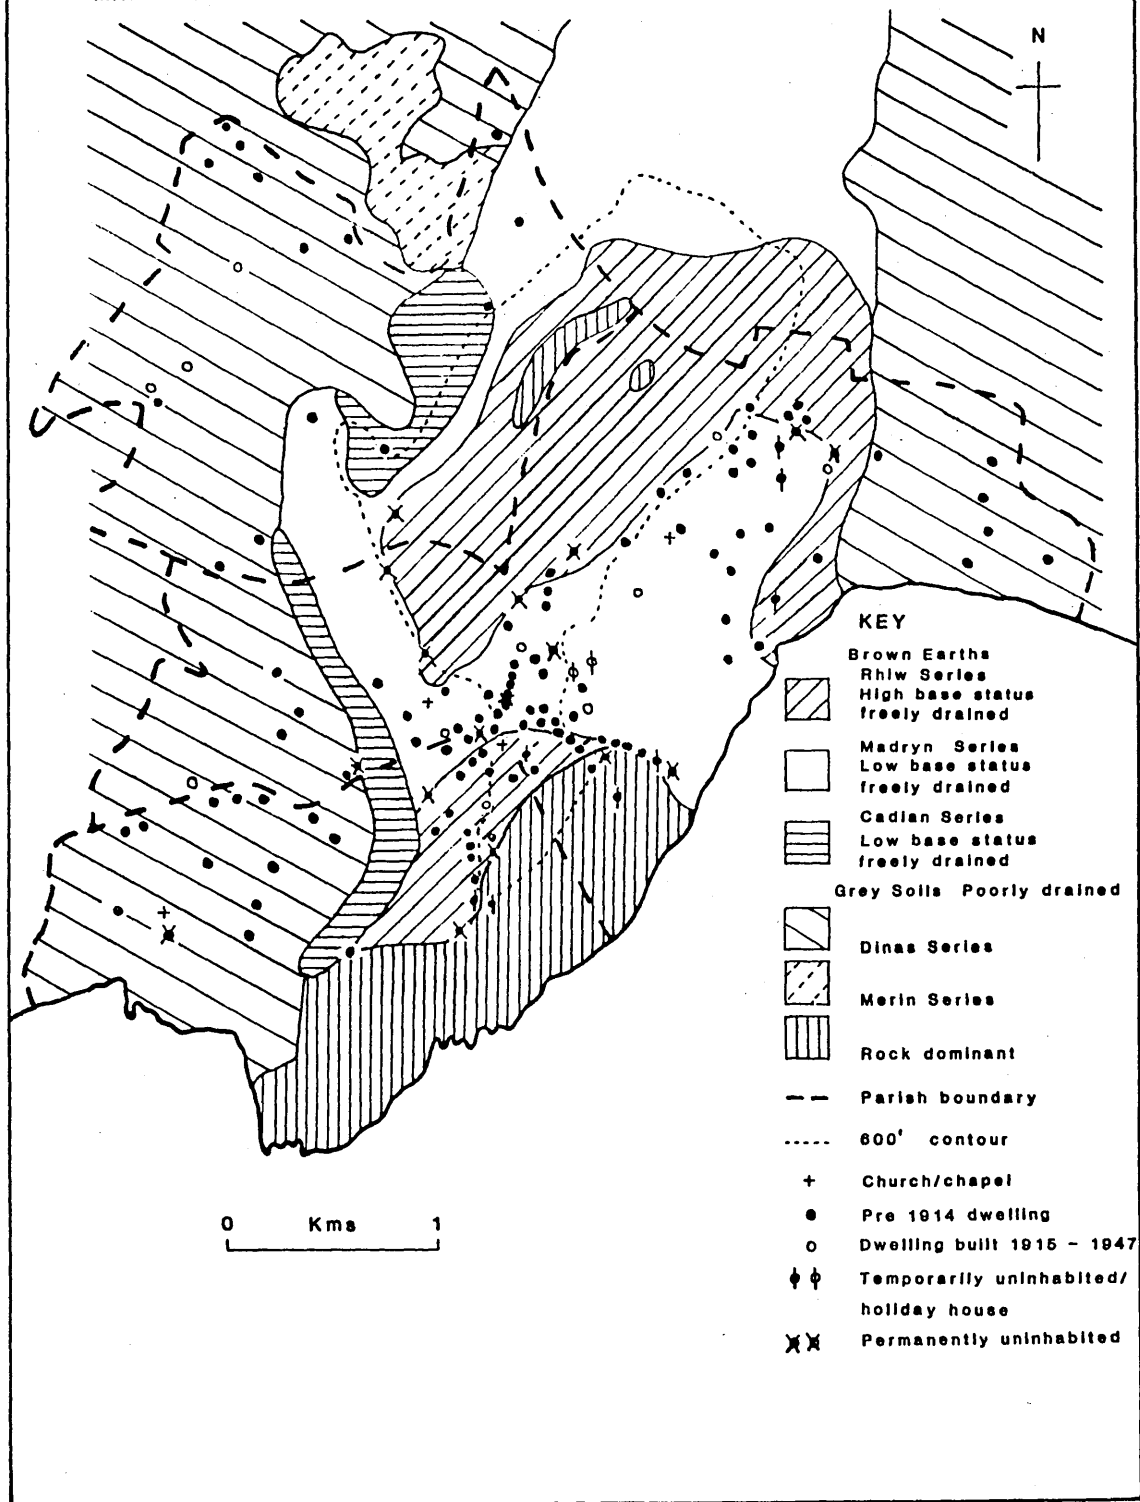 N
KEY
Brown Earths
Rhiw Series
High base status
freely drained
Madryn Series
Low base status
freely drained
Cadlan Series
Low base status
freely drained
Grey Soils Poorly drained
Dinas Series
Merin Series
Rock dominant
Parish boundary
600' contour
Church/chapel
Pre 1914 dwelling
Dwelling built 1915 - 1947
Temporarily uninhabited/
holiday house
Permanently uninhabited
0 Kms 1